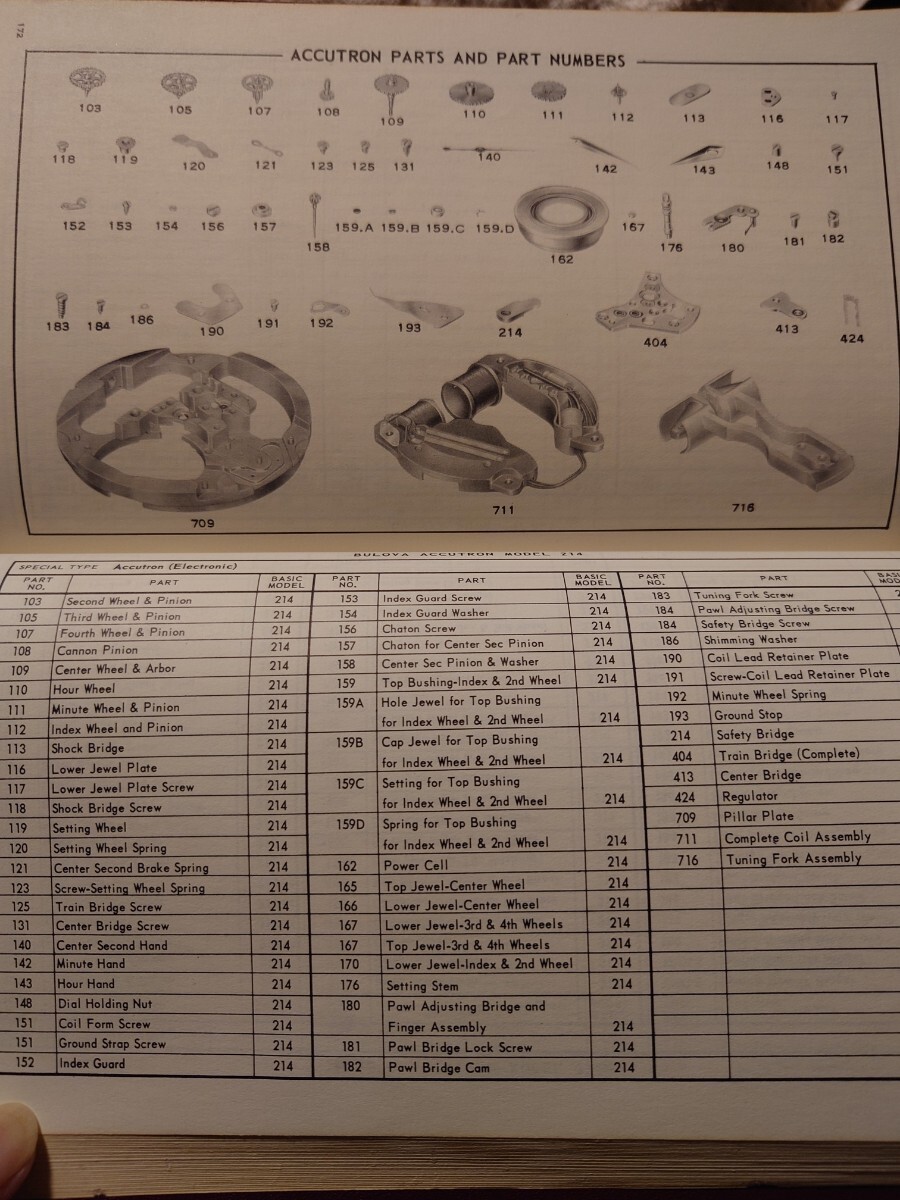 172
ACCUTRON PARTS AND PART NUMBERS
103 105 107 108 109 110 111 112 113 116 117
118 119 120 121 123 125 131 140 142 143 148 151
152 153 154 156 157 158 159.A 159.B 159.C 159.D 162 167 176 180 181 182
183 184 186 190 191 192 193 214 404 413 424
709 711 716
BULOVA ACCUTRON MODEL 214
SPECIAL TYPE Accutron (Electronic)
PART NO. PART BASIC MODEL
103 Second Wheel & Pinion 214
105 Third Wheel & Pinion 214
107 Fourth Wheel & Pinion 214
108 Cannon Pinion 214
109 Center Wheel & Arbor 214
110 Hour Wheel 214
111 Minute Wheel & Pinion 214
112 Index Wheel and Pinion 214
113 Shock Bridge 214
116 Lower Jewel Plate 214
117 Lower Jewel Plate Screw 214
118 Shock Bridge Screw 214
119 Setting Wheel 214
120 Setting Wheel Spring 214
121 Center Second Brake Spring 214
123 Screw-Setting Wheel Spring 214
125 Train Bridge Screw 214
131 Center Bridge Screw 214
140 Center Second Hand 214
142 Minute Hand 214
143 Hour Hand 214
148 Dial Holding Nut 214
151 Coil Form Screw 214
151 Ground Strap Screw 214
152 Index Guard 214
PART NO. PART BASIC MODEL
153 Index Guard Screw 214
154 Index Guard Washer 214
156 Chaton Screw 214
157 Chaton for Center Sec Pinion 214
158 Center Sec Pinion & Washer 214
159 Top Bushing-Index & 2nd Wheel 214
159A Hole Jewel for Top Bushing
for Index Wheel & 2nd Wheel 214
159B Cap Jewel for Top Bushing
for Index Wheel & 2nd Wheel 214
159C Setting for Top Bushing
for Index Wheel & 2nd Wheel 214
159D Spring for Top Bushing
for Index Wheel & 2nd Wheel 214
162 Power Cell 214
165 Top Jewel-Center Wheel 214
166 Lower Jewel-Center Wheel 214
167 Lower Jewel-3rd & 4th Wheels 214
167 Top Jewel-3rd & 4th Wheels 214
170 Lower Jewel-Index & 2nd Wheel 214
176 Setting Stem 214
180 Pawl Adjusting Bridge and
Finger Assembly 214
181 Pawl Bridge Lock Screw 214
182 Pawl Bridge Cam 214
PART NO. PART
183 Tuning Fork Screw
184 Pawl Adjusting Bridge Screw
184 Safety Bridge Screw
186 Shimming Washer
190 Coil Lead Retainer Plate
191 Screw-Coil Lead Retainer Plate
192 Minute Wheel Spring
193 Ground Stop
214 Safety Bridge
404 Train Bridge (Complete)
413 Center Bridge
424 Regulator
709 Pillar Plate
711 Complete Coil Assembly
716 Tuning Fork Assembly